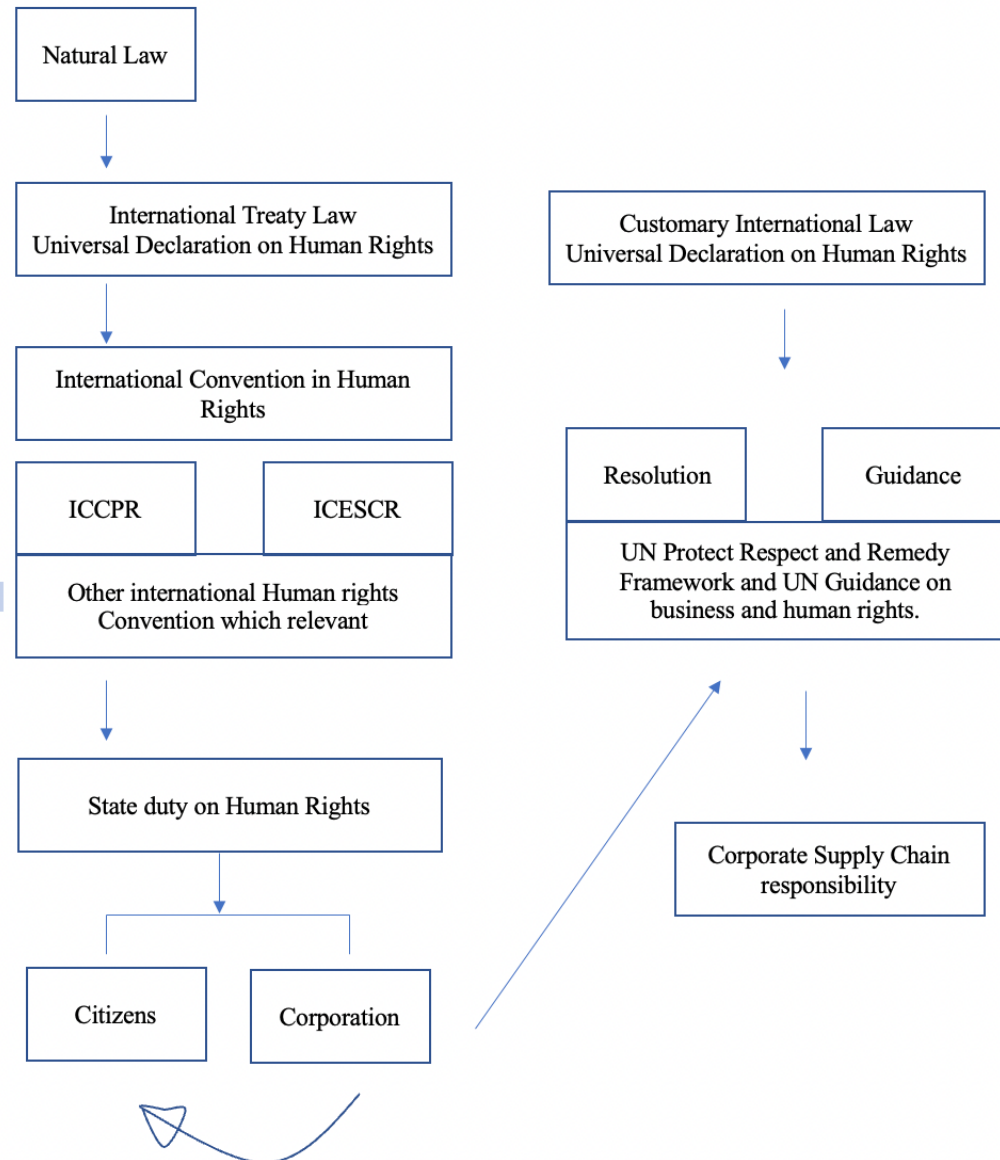 Natural Law
International Treaty Law
Universal Declaration on Human Rights
International Convention in Human
Rights
ICCPR
ICESCR
Other international Human rights
Convention which relevant
State duty on Human Rights
Citizens
Corporation
Customary International Law
Universal Declaration on Human Rights
Resolution
Guidance
UN Protect Respect and Remedy
Framework and UN Guidance on
business and human rights.
Corporate Supply Chain
responsibility